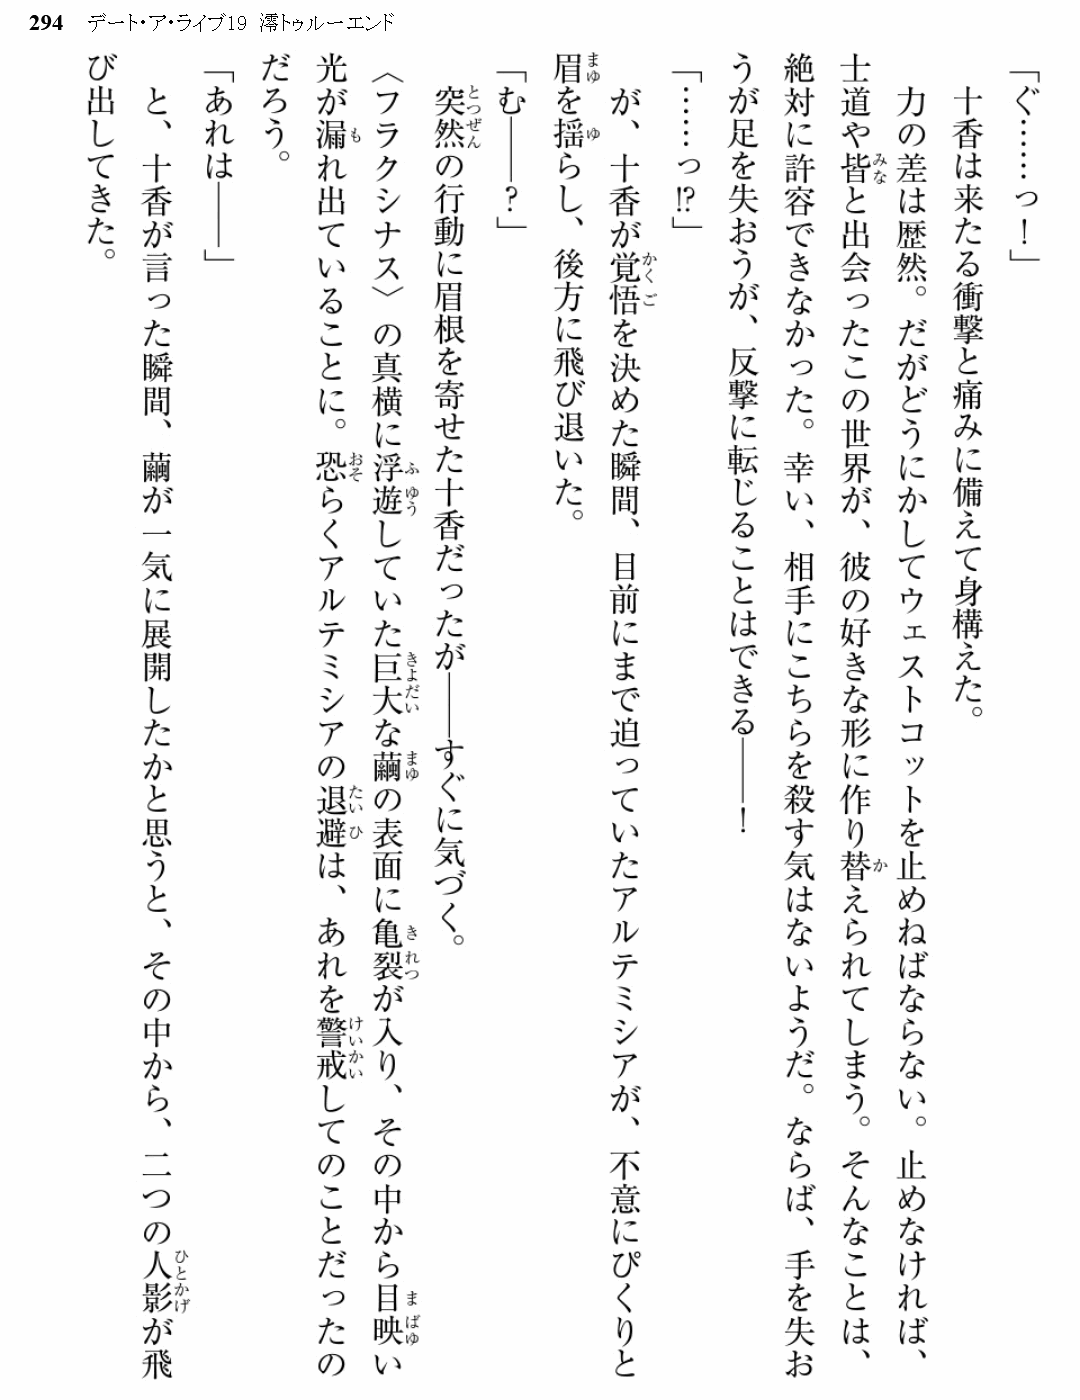 294 デート・ア・ライブ19 澪トゥルーエンド
「ぐ……っ！」
十香は来たる衝撃と痛みに備えて身構えた。
力の差は歴然。だがどうにかしてウェストコットを止めねばならない。止めなければ、
士道や皆と出会ったこの世界が、彼の好きな形に作り替えられてしまう。そんなことは、
絶対に許容できなかった。幸い、相手にこちらを殺す気はないようだ。ならば、手を失お
うが足を失おうが、反撃に転じることはできる――！
「……っ!?」
が、十香が覚悟を決めた瞬間、目前にまで迫っていたアルテミシアが、不意にぴくりと
眉を揺らし、後方に飛び退いた。
「む――？」
突然の行動に眉根を寄せた十香だったが――すぐに気づく。
〈フラクシナス〉の真横に浮遊していた巨大な繭の表面に亀裂が入り、その中から目映い
光が漏れ出ていることに。恐らくアルテミシアの退避は、あれを警戒してのことだったの
だろう。
「あれは――」
と、十香が言った瞬間、繭が一気に展開したかと思うと、その中から、二つの人影が飛
び出してきた。